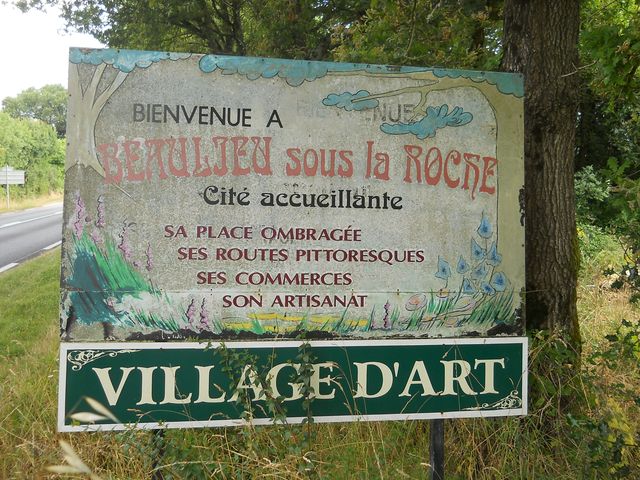 BIENVENUE A
BEAULIEU sous la ROCHE
Cité accueillante
SA PLACE OMBRAGÉE
SES ROUTES PITTORESQUES
SES COMMERCES
SON ARTISANAT
VILLAGE D'ART